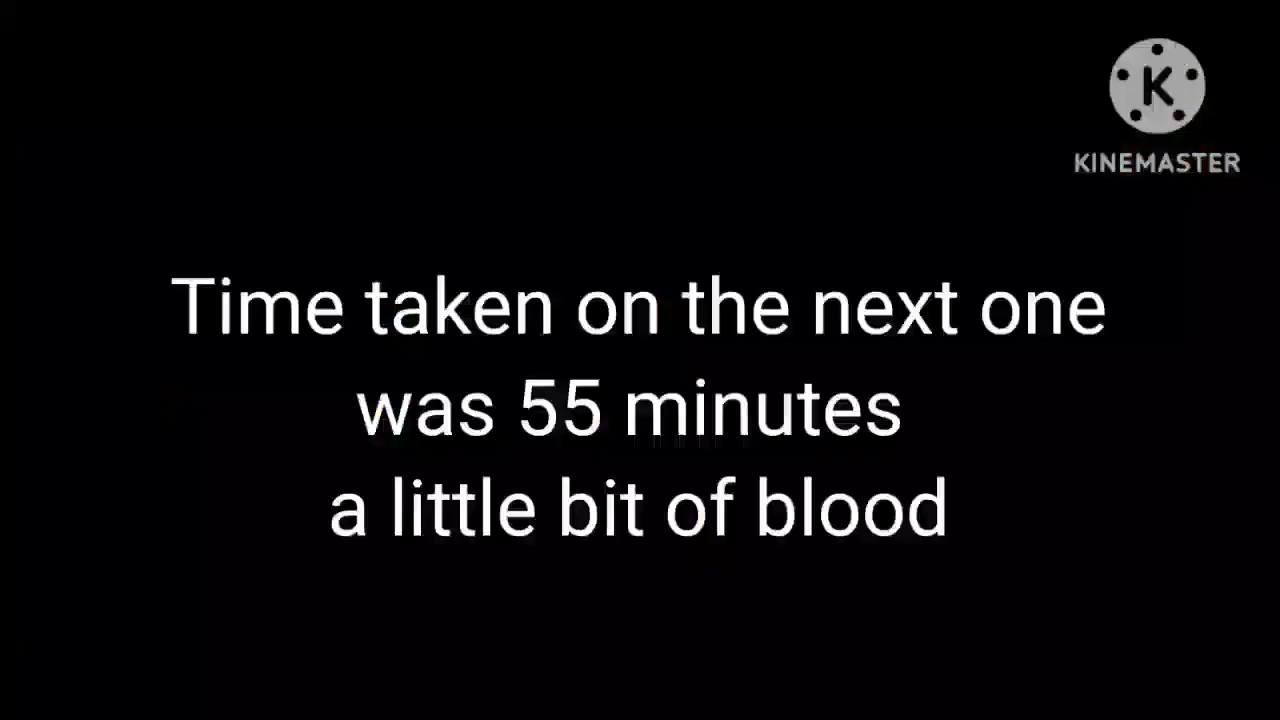 K
KINEMASTER
Time taken on the next one
was 55 minutes
a little bit of blood